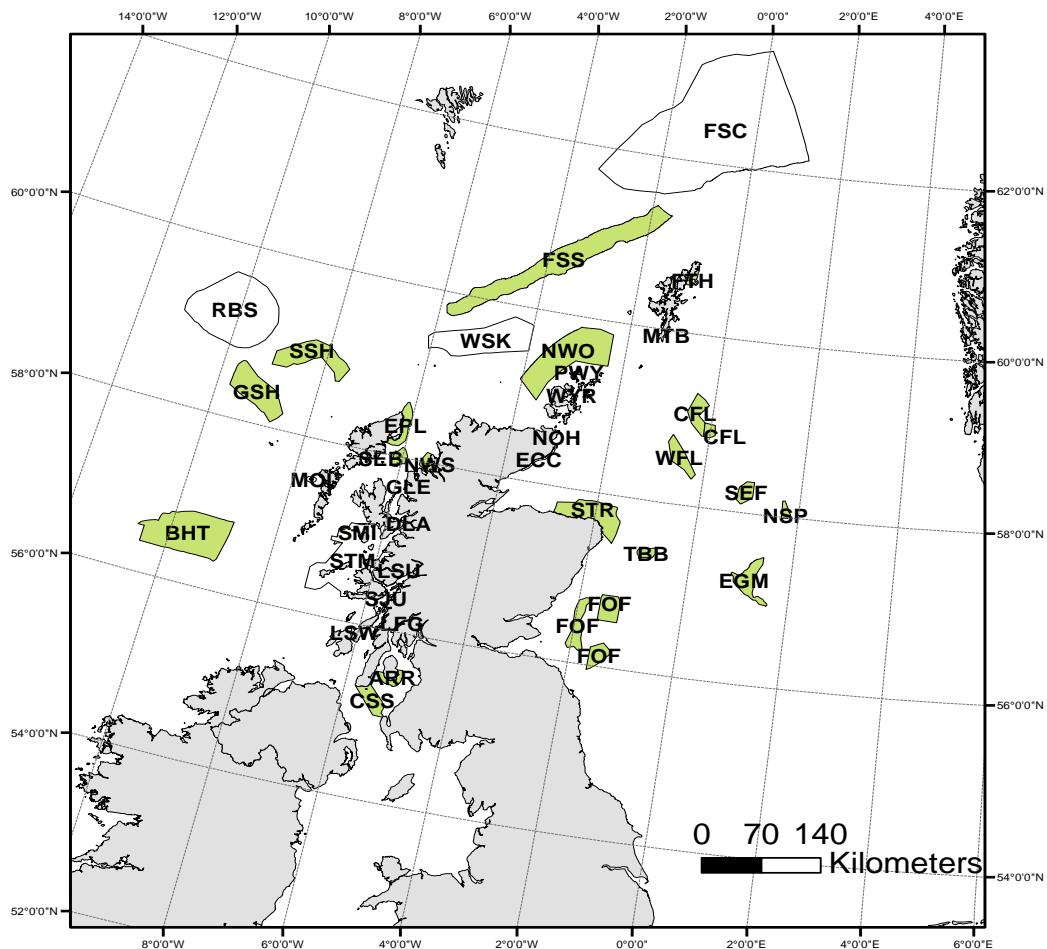 14°0'0"W 12°0'0"W 10°0'0"W 8°0'0"W 6°0'0"W 4°0'0"W 2°0'0"W 0°0'0" 2°0'0"E 4°0'0"E
FSC
60°0'0"N 62°0'0"N
FSS
FTH
RBS
MTB
WSK
SSH NWO
60°0'0"N
58°0'0"N
PWY
GSH WYR
CFL
EPL
CFL
NOH
SEB NWS ECC WFL
MOI GLE
SEF
STR NSP
DLA
BHT SMI
58°0'0"N
56°0'0"N
TBB
STM LSU
EGM
SJU FOF
LFG FOF
LSW
FOF
ARR
CSS
56°0'0"N
54°0'0"N
0 70 140
Kilometers
54°0'0"N
52°0'0"N
8°0'0"W 6°0'0"W 4°0'0"W 2°0'0"W 0°0'0" 2°0'0"E 4°0'0"E